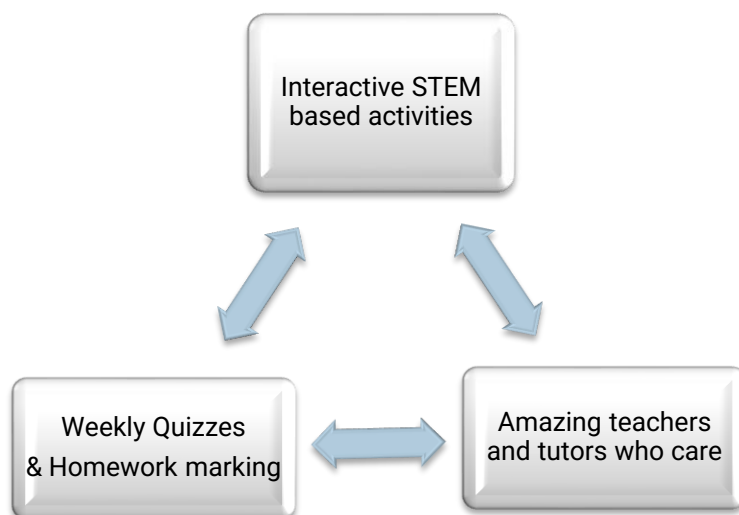 Interactive STEM
based activities
Weekly Quizzes
& Homework marking
Amazing teachers
and tutors who care